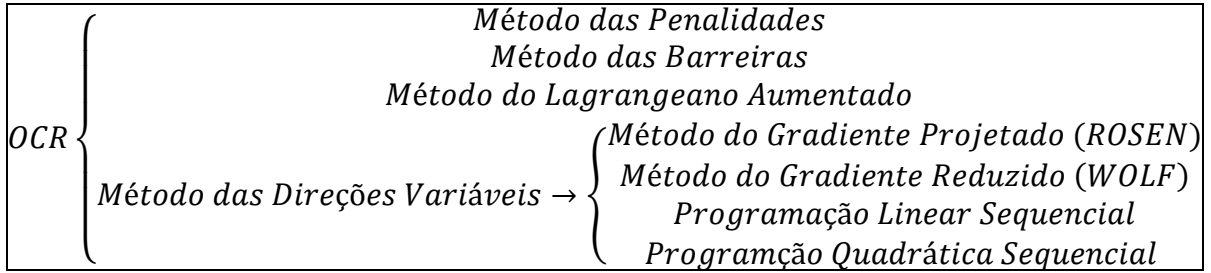 OCR
Método das Penalidades
Método das Barreiras
Método do Lagrangeano Aumentado
Método das Direções Variáveis →
Método do Gradiente Projetado (ROSEN)
Método do Gradiente Reduzido (WOLF)
Programação Linear Sequencial
Programção Quadrática Sequencial